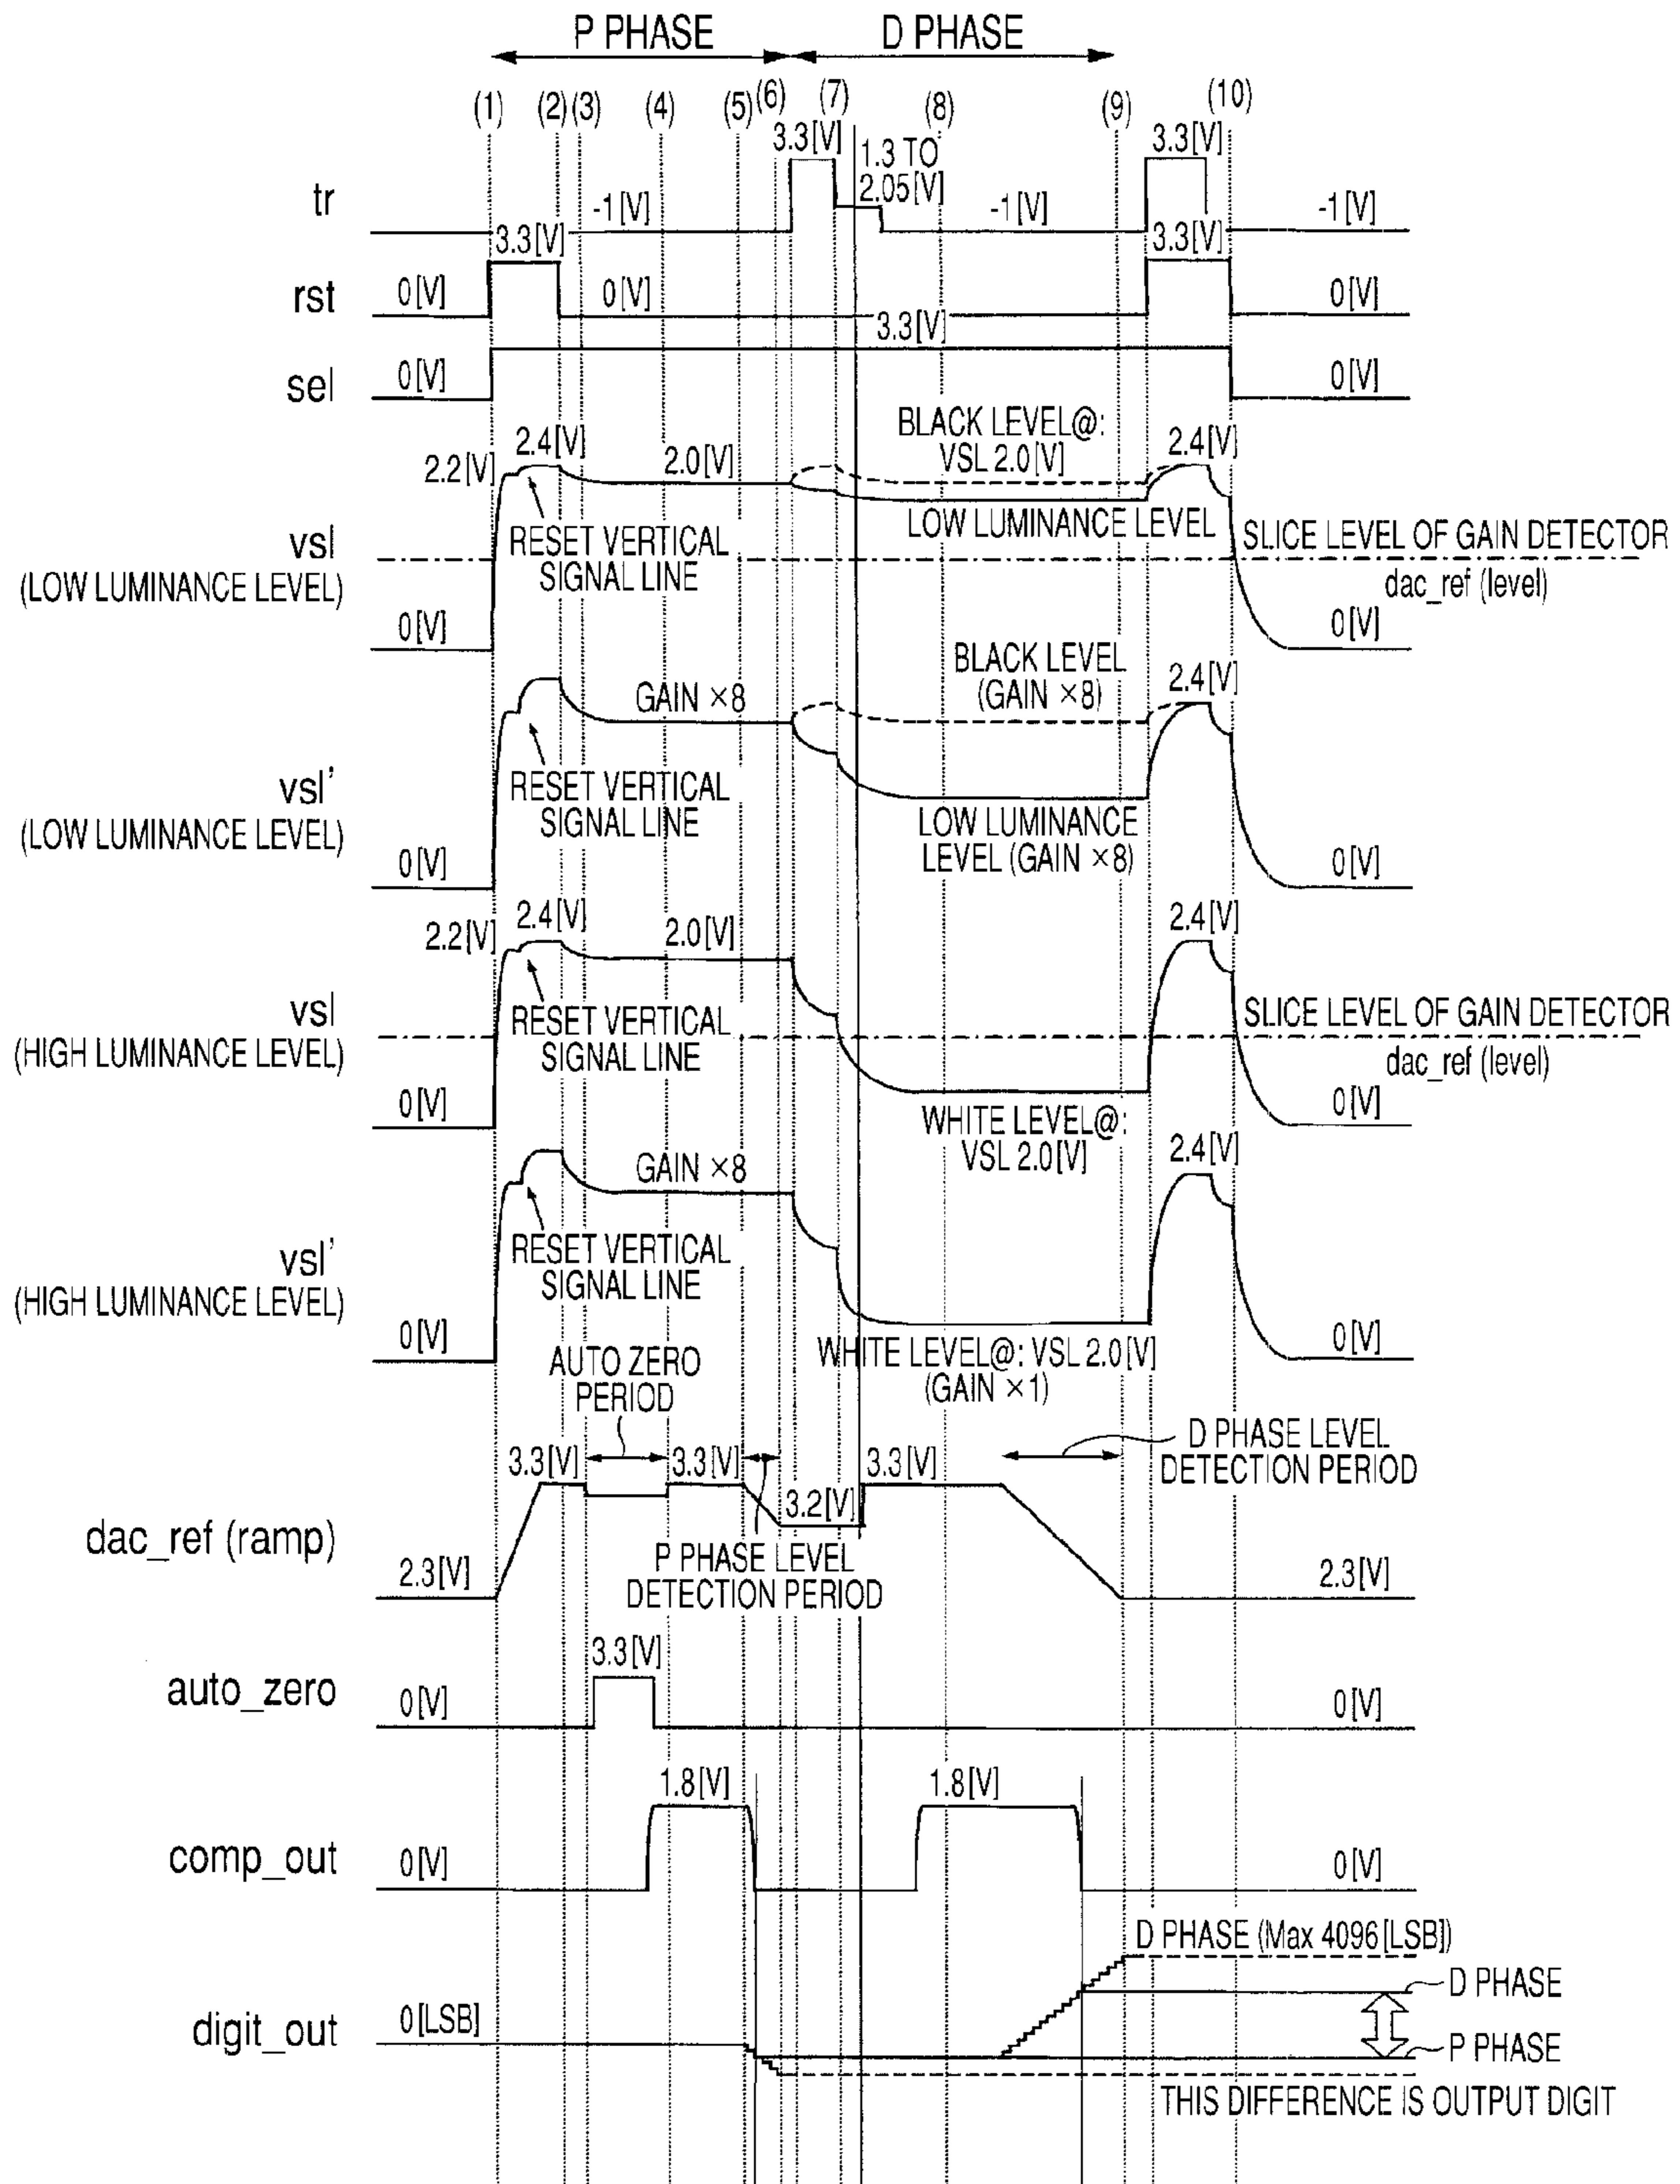 P PHASE
D PHASE
(1)
(2)
(3)
(4)
(5)
(6)
(7)
(8)
(9)
(10)
tr
-1[V]
3.3[V]
1.3 TO
2.05[V]
-1[V]
3.3[V]
-1[V]
rst
0[V]
3.3[V]
0[V]
3.3[V]
0[V]
sel
0[V]
3.3[V]
0[V]
vsl
(LOW LUMINANCE LEVEL)
0[V]
2.2[V]
2.4[V]
RESET VERTICAL
SIGNAL LINE
2.0[V]
BLACK LEVEL@:
VSL 2.0[V]
LOW LUMINANCE LEVEL
2.4[V]
SLICE LEVEL OF GAIN DETECTOR
dac_ref (level)
0[V]
vsl'
(LOW LUMINANCE LEVEL)
0[V]
RESET VERTICAL
SIGNAL LINE
GAIN ×8
BLACK LEVEL
(GAIN ×8)
LOW LUMINANCE
LEVEL (GAIN ×8)
2.4[V]
0[V]
vsl
(HIGH LUMINANCE LEVEL)
0[V]
2.2[V]
2.4[V]
RESET VERTICAL
SIGNAL LINE
2.0[V]
WHITE LEVEL@:
VSL 2.0[V]
2.4[V]
SLICE LEVEL OF GAIN DETECTOR
dac_ref (level)
0[V]
vsl'
(HIGH LUMINANCE LEVEL)
0[V]
RESET VERTICAL
SIGNAL LINE
GAIN ×8
WHITE LEVEL@: VSL 2.0[V]
(GAIN ×1)
2.4[V]
0[V]
dac_ref (ramp)
2.3[V]
3.3[V]
AUTO ZERO
PERIOD
3.3[V]
P PHASE LEVEL
DETECTION PERIOD
3.2[V]
3.3[V]
D PHASE LEVEL
DETECTION PERIOD
2.3[V]
auto_zero
0[V]
3.3[V]
0[V]
comp_out
0[V]
1.8[V]
1.8[V]
0[V]
digit_out
0[LSB]
D PHASE (Max 4096[LSB])
D PHASE
P PHASE
THIS DIFFERENCE IS OUTPUT DIGIT